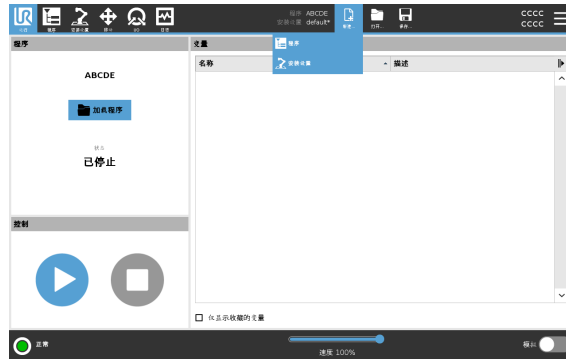 UR
运行
程序
安装设置
移动
I/O
日志
程序 ABCDE
安装设置 default*
新建...
打开...
保存...
CCCC
CCCC
程序
变量
程序
安装设置
名称
描述
ABCDE
加载程序
状态
已停止
控制
仅显示收藏的变量
正常
速度 100%
模拟